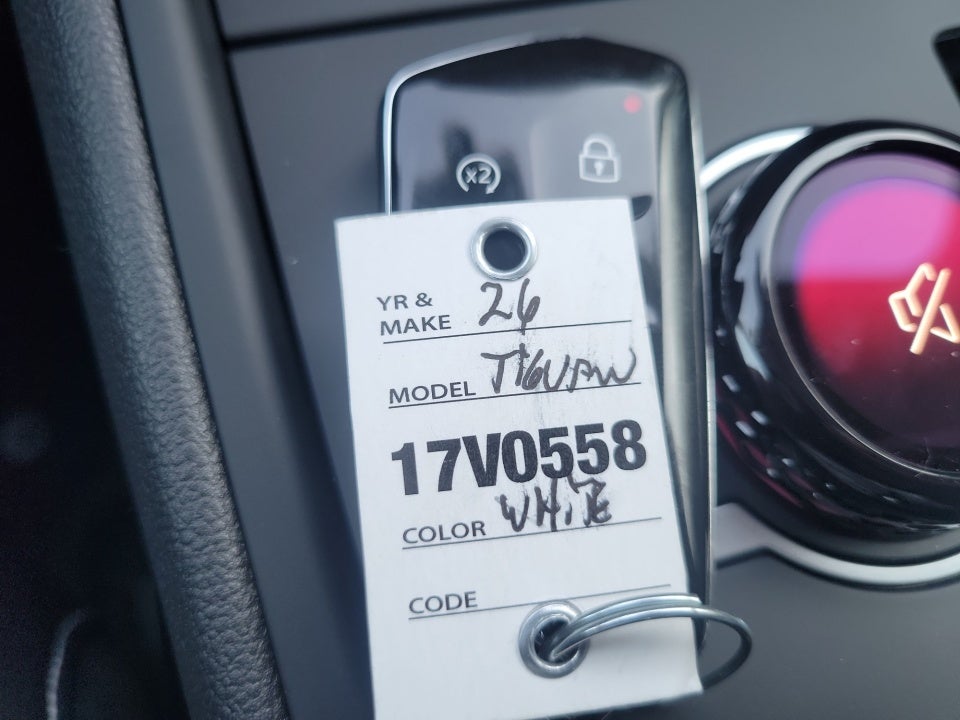 x2
YR &
MAKE 26
MODEL TIGUAN
17V0558
COLOR WHITE
CODE